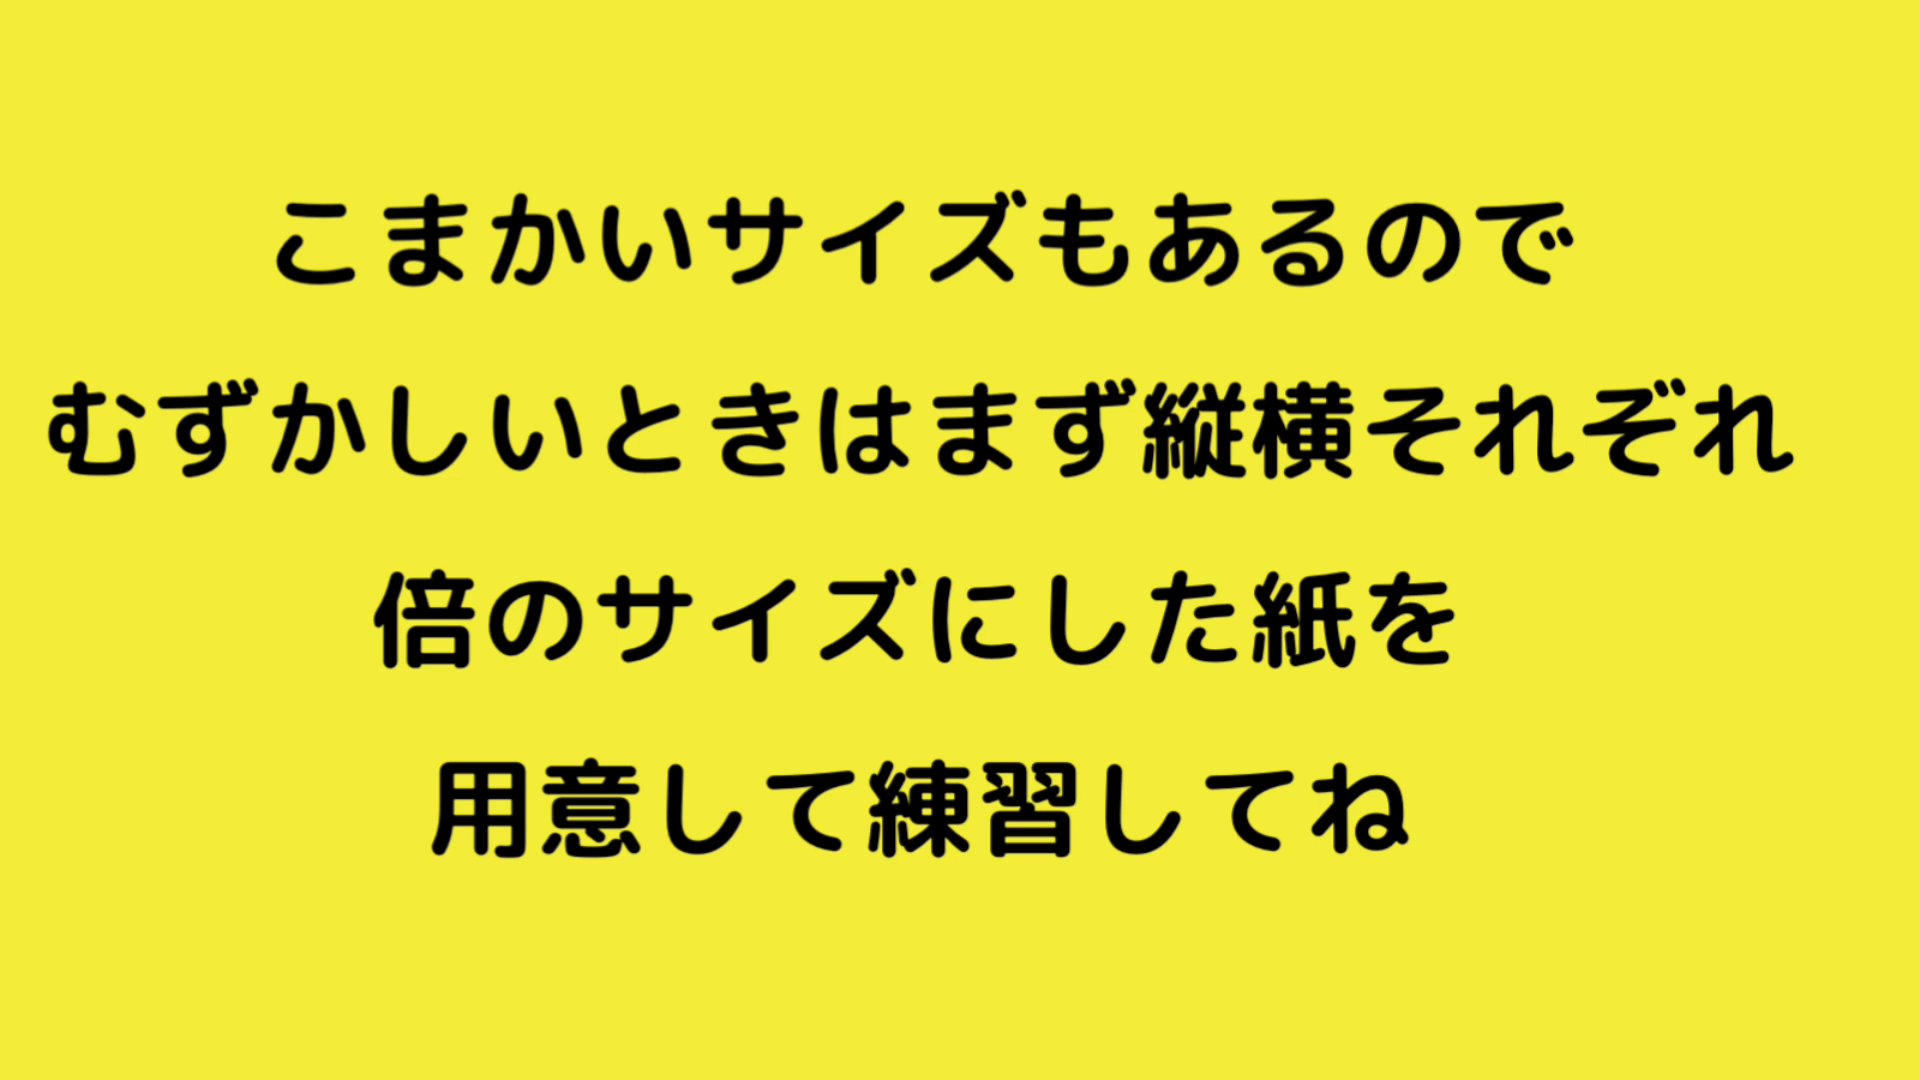 こまかいサイズもあるので
むずかしいときはまず縦横それぞれ
倍のサイズにした紙を
用意して練習してね